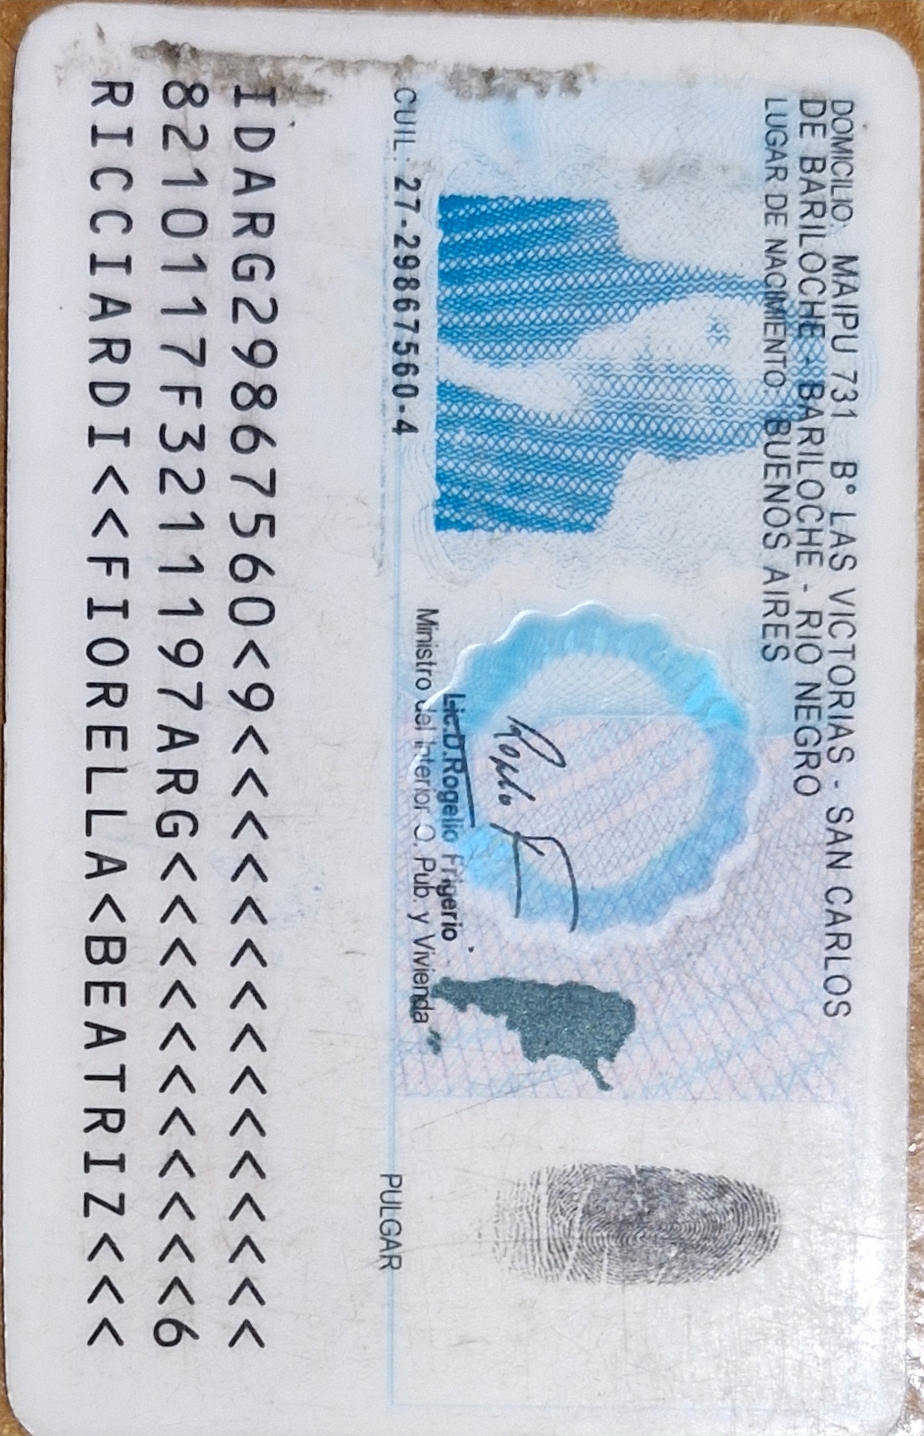 DOMICILIO: MAIPU 731 B° LAS VICTORIAS - SAN CARLOS
DE BARILOCHE - BARILOCHE - RIO NEGRO
LUGAR DE NACIMIENTO: BUENOS AIRES
Lic.D.Rogelio Frigerio
Ministro del Interior O. Pub. y Vivienda
CUIL: 27-29867560-4
PULGAR
IDARG29867560<9<<<<<<<<<<<<<<<
8210117F3211197ARG<<<<<<<<<<<6
RICCIARDI<<FIORELLA<BEATRIZ<<<